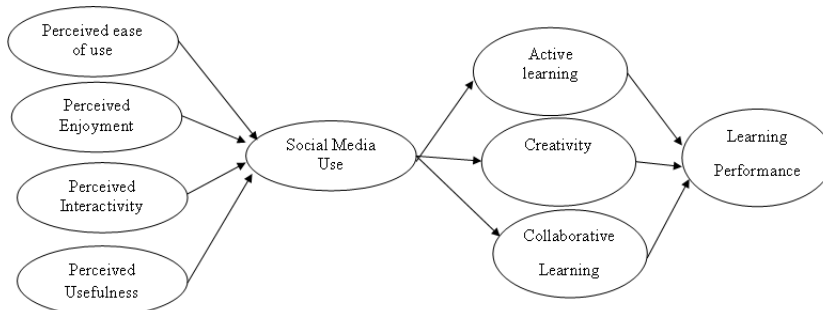 Perceived ease
of use
Perceived
Enjoyment
Perceived
Interactivity
Perceived
Usefulness
Social Media
Use
Active
learning
Creativity
Collaborative
Learning
Learning
Performance